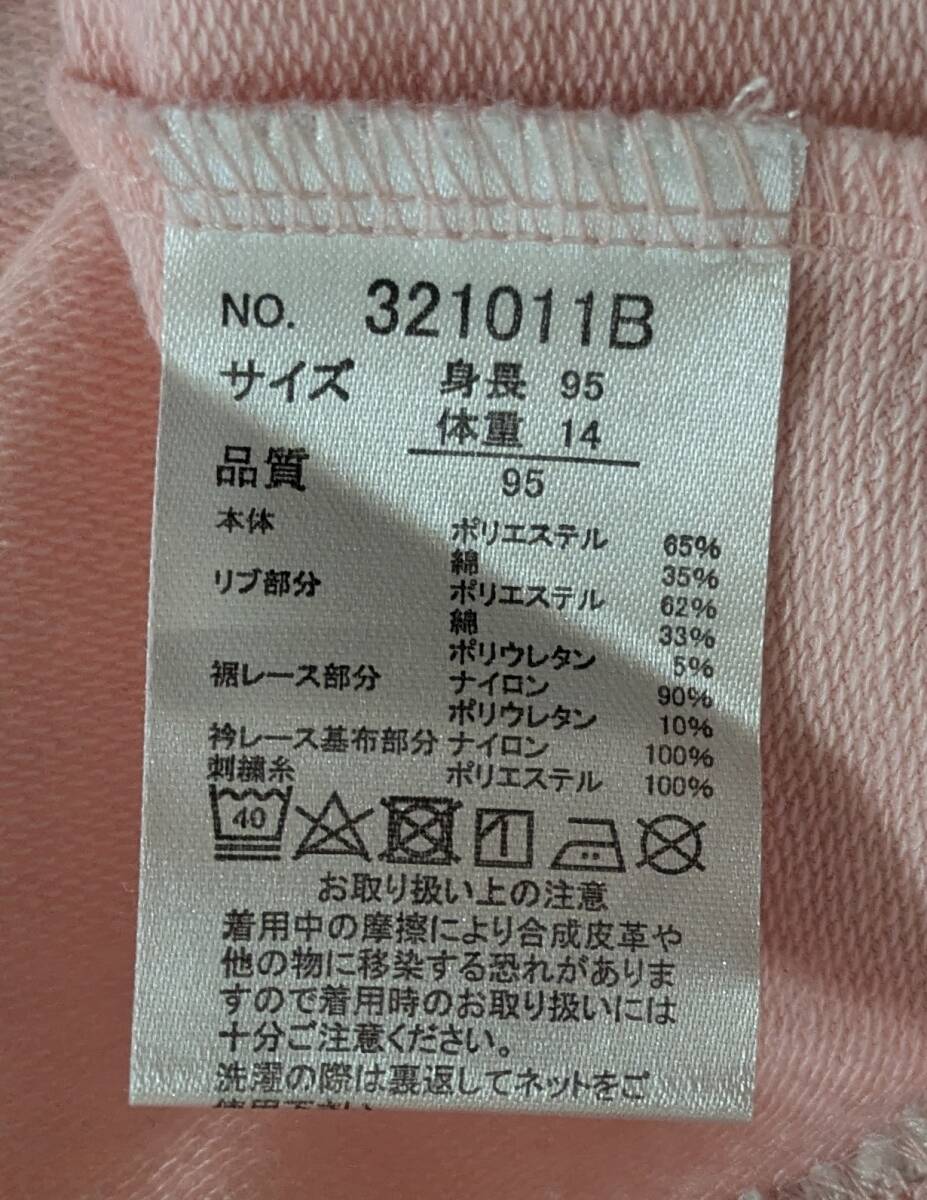 NO. 321011B
サイズ 身長 95
体重 14
95
品質
本体 ポリエステル 65%
綿 35%
リブ部分 ポリエステル 62%
綿 33%
ポリウレタン 5%
裾レース部分 ナイロン 90%
ポリウレタン 10%
衿レース基布部分 ナイロン 100%
刺繍糸 ポリエステル 100%
40
お取り扱い上の注意
着用中の摩擦により合成皮革や
他の物に移染する恐れがありま
すので着用時のお取り扱いには
十分ご注意ください。
洗濯の際は裏返してネットをご